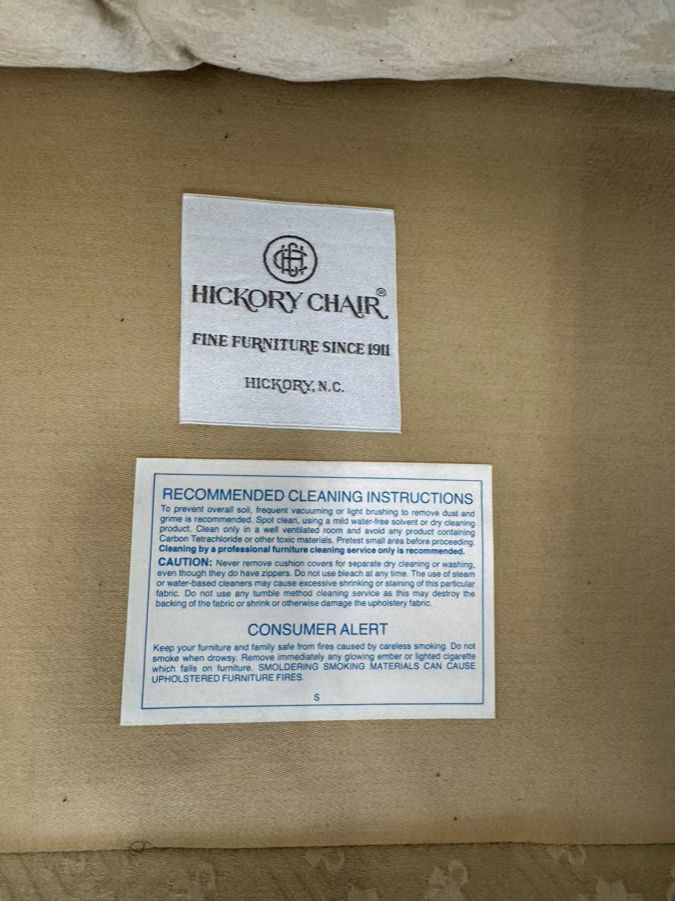 HICKORY CHAIR®
FINE FURNITURE SINCE 1911
HICKORY, N.C.
RECOMMENDED CLEANING INSTRUCTIONS
To prevent overall soil, frequent vacuuming or light brushing to remove dust and
grime is recommended. Spot clean, using a mild water-free solvent or dry cleaning
product. Clean only in a well ventilated room and avoid any product containing
Carbon Tetrachloride or other toxic materials. Pretest small area before proceeding.
Cleaning by a professional furniture cleaning service only is recommended.
CAUTION: Never remove cushion covers for separate dry cleaning or washing,
even though they do have zippers. Do not use bleach at any time. The use of steam
or water-based cleaners may cause excessive shrinking or staining of this particular
fabric. Do not use any tumble method cleaning service as this may destroy the
backing of the fabric or shrink or otherwise damage the upholstery fabric.
CONSUMER ALERT
Keep your furniture and family safe from fires caused by careless smoking. Do not
smoke when drowsy. Remove immediately any glowing ember or lighted cigarette
which falls on furniture. SMOLDERING SMOKING MATERIALS CAN CAUSE
UPHOLSTERED FURNITURE FIRES.
S